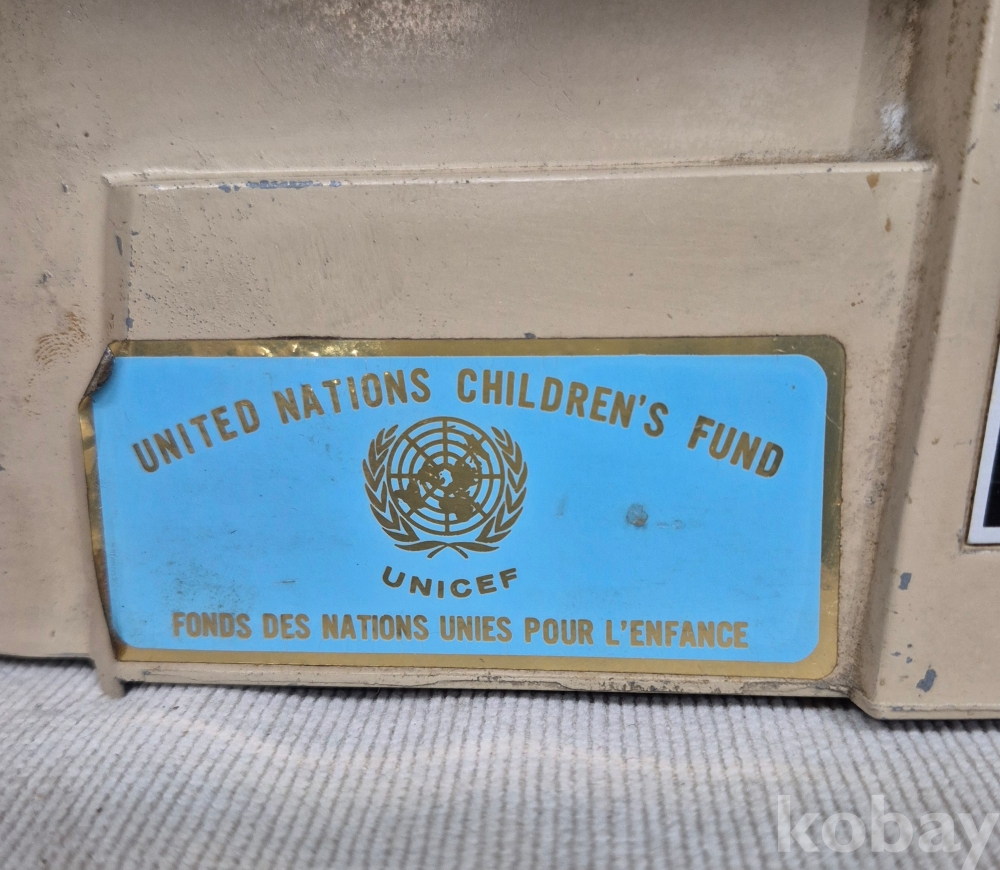 UNITED NATIONS CHILDREN'S FUND
UNICEF
FONDS DES NATIONS UNIES POUR L'ENFANCE
kobay